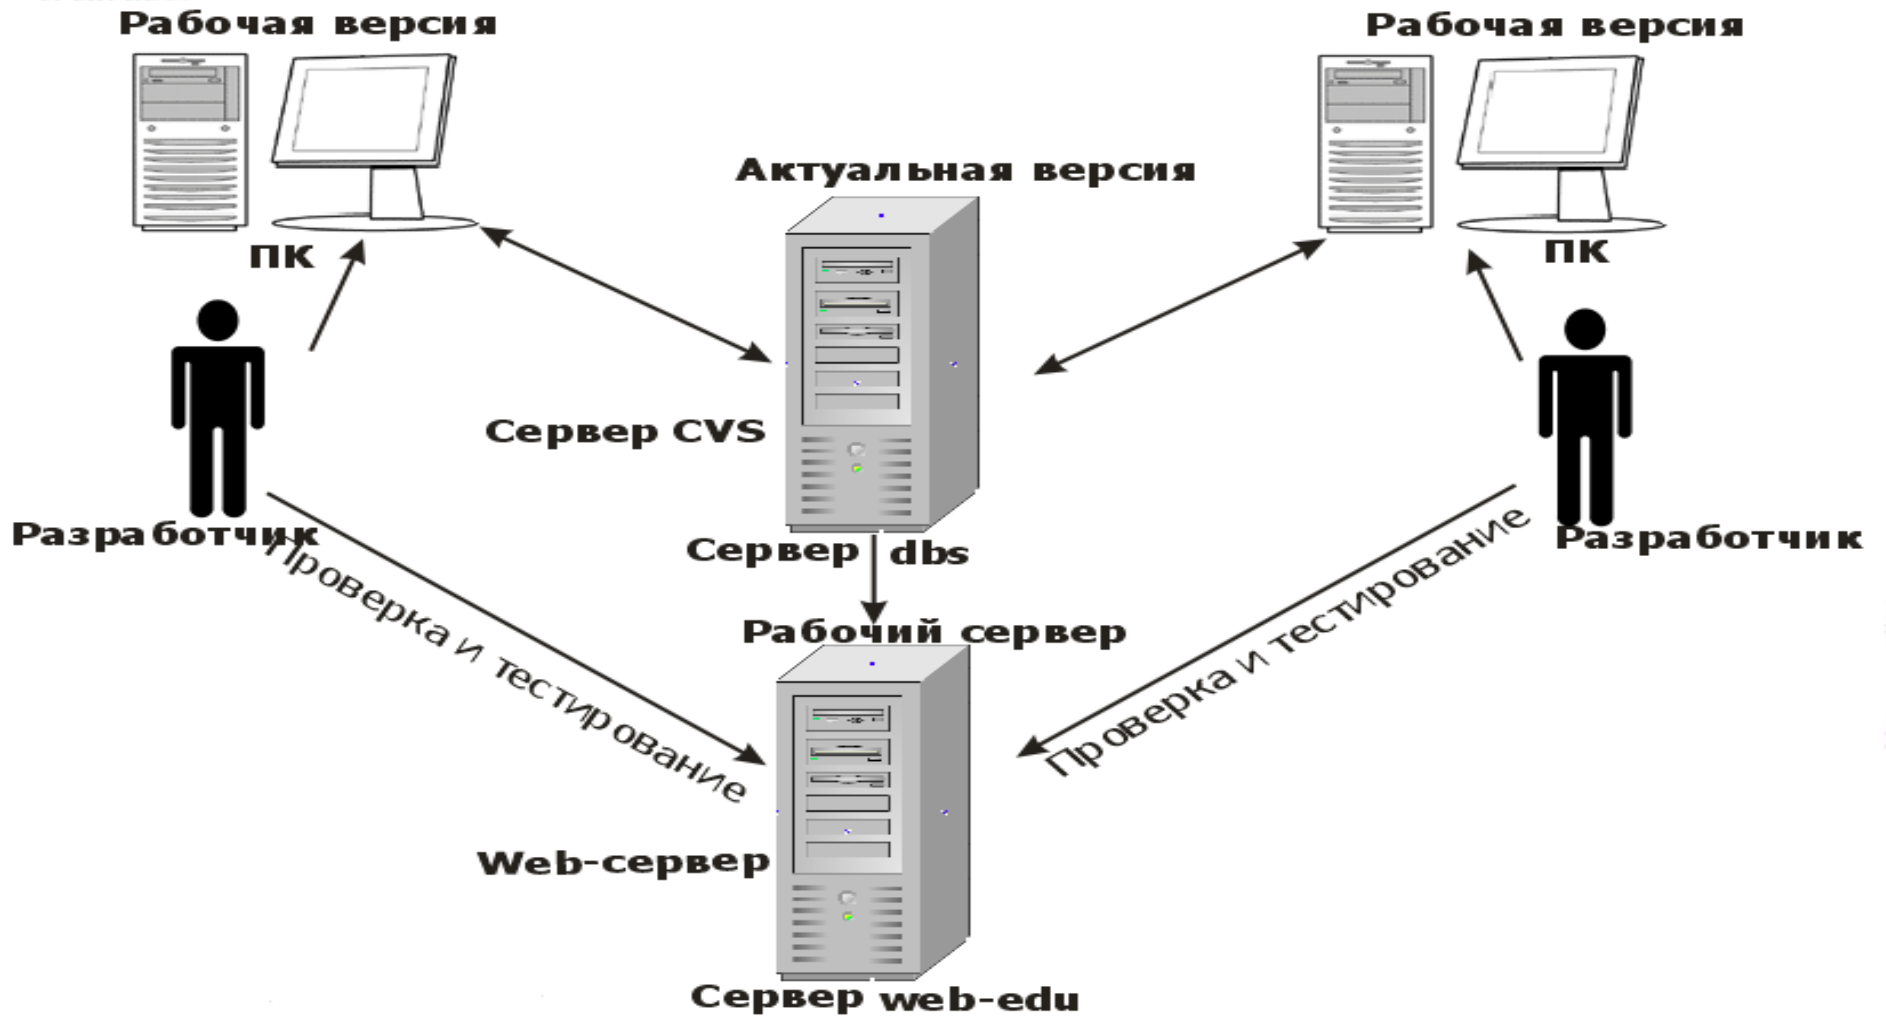 Рабочая версия
Рабочая версия
Актуальная версия
ПК
ПК
Сервер CVS
Разработчик
Разработчик
Сервер dbs
Проверка и тестирование
Проверка и тестирование
Рабочий сервер
Web-сервер
Сервер web-edu